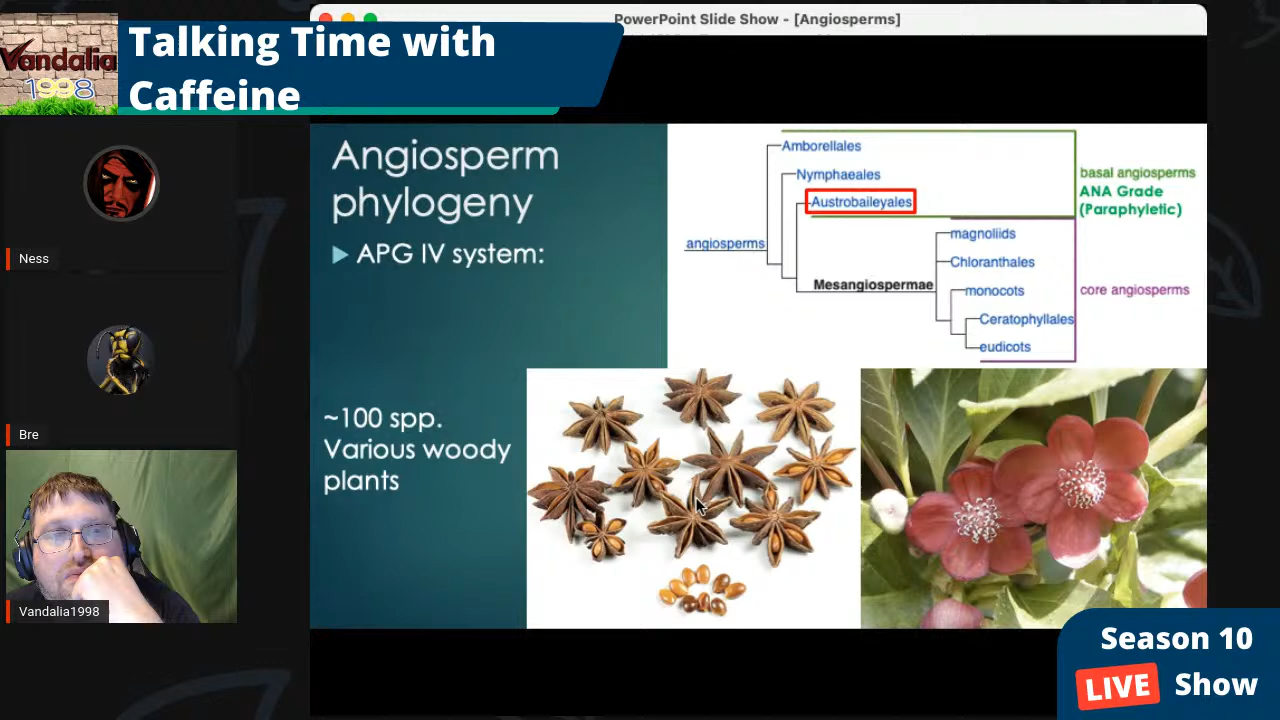 PowerPoint Slide Show - [Angiosperms]
Vandalia
1998
Talking Time with
Caffeine
Ness
Bre
Vandalia1998
Angiosperm
phylogeny
APG IV system:
~100 spp.
Various woody
plants
Amborellales
Nymphaeales
Austrobaileyales
angiosperms
magnoliids
Chloranthales
Mesangiospermae
monocots
Ceratophyllales
eudicots
basal angiosperms
ANA Grade
(Paraphyletic)
core angiosperms
Season 10
LIVE Show